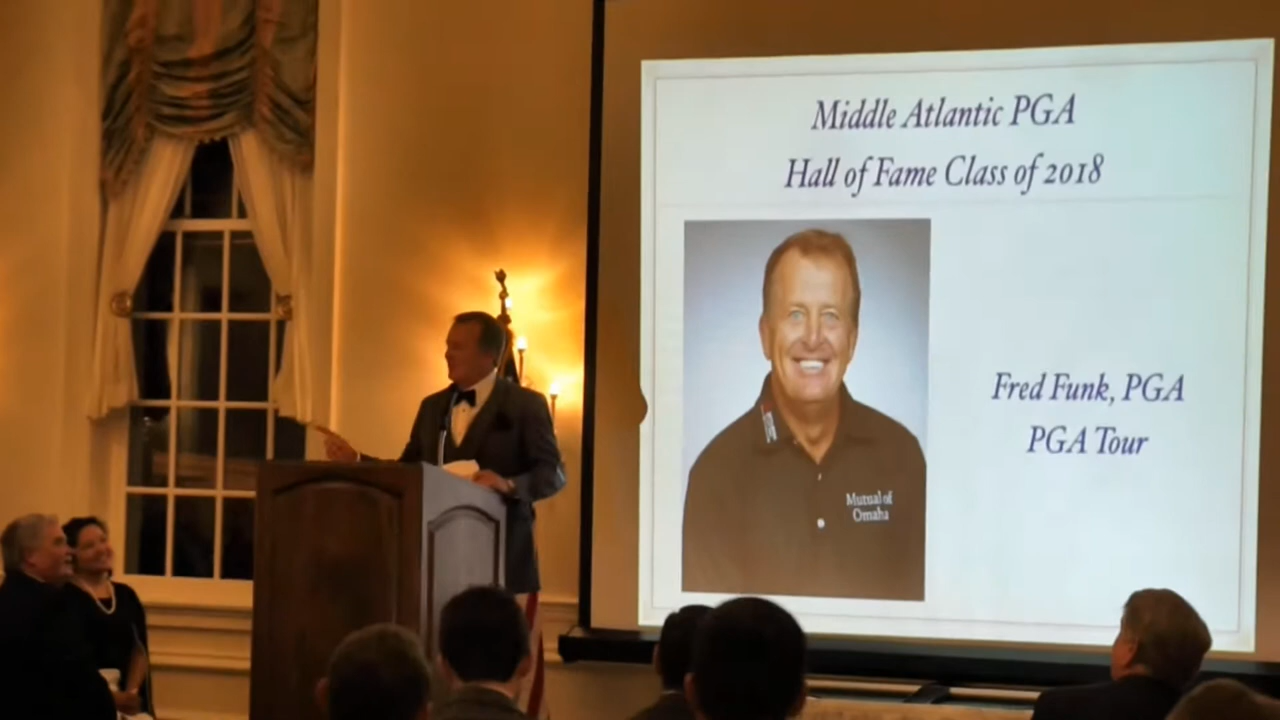 Middle Atlantic PGA
Hall of Fame Class of 2018
Fred Funk, PGA
PGA Tour
Mutual of
Omaha